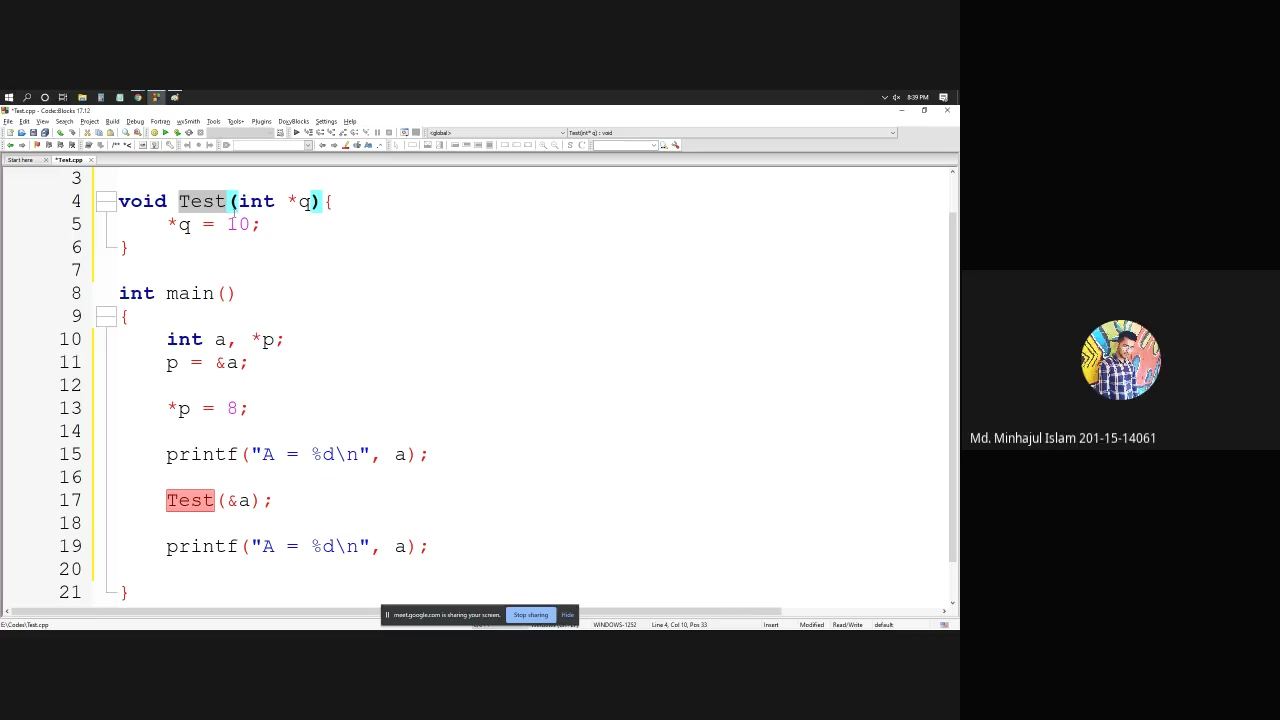 8:39 PM
*Test.cpp - Code::Blocks 17.12
File Edit View Search Project Build Debug Fortran wxSmith Tools Tools+ Plugins DoxyBlocks Settings Help
<global> Test(int* q) : void
Start here *Test.cpp
3
4 void Test(int *q){
5 *q = 10;
6 }
7
8 int main()
9 {
10 int a, *p;
11 p = &a;
12
13 *p = 8;
14
15 printf("A = %d\n", a);
16
17 Test(&a);
18
19 printf("A = %d\n", a);
20
21 }
meet.google.com is sharing your screen. Stop sharing Hide
E:\Codes\Test.cpp WINDOWS-1252 Line 4, Col 10, Pos 33 Insert Modified Read/Write default
Md. Minhajul Islam 201-15-14061